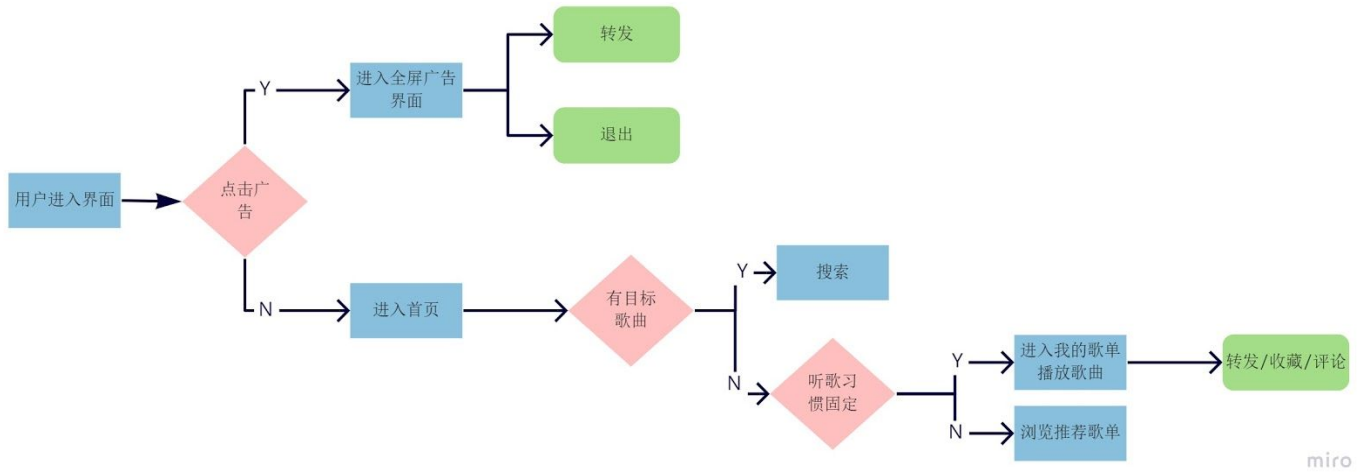 转发
Y
进入全屏广告
界面
退出
用户进入界面
点击广
告
N
进入首页
有目标
歌曲
Y
搜索
N
听歌习
惯固定
Y
进入我的歌单
播放歌曲
转发/收藏/评论
N
浏览推荐歌单
miro